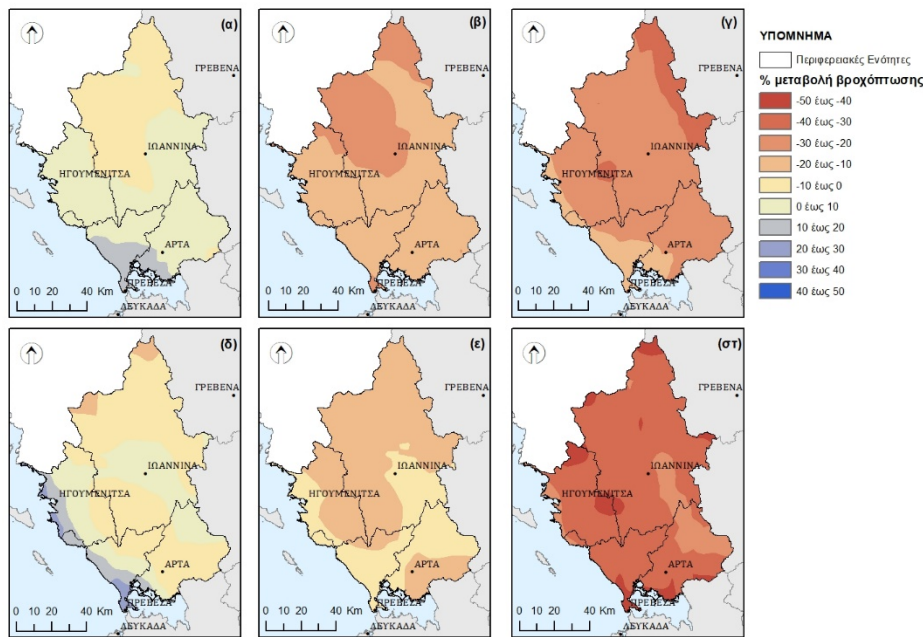 (α)
ΓΡΕΒΕΝΑ
ΙΩΑΝΝΙΝΑ
ΗΓΟΥΜΕΝΙΤΣΑ
ΑΡΤΑ
ΠΡΕΒΕΖΑ
ΛΕΥΚΑΔΑ
0 10 20 40 Km
(β)
ΓΡΕΒΕΝΑ
ΙΩΑΝΝΙΝΑ
ΗΓΟΥΜΕΝΙΤΣΑ
ΑΡΤΑ
ΠΡΕΒΕΖΑ
ΛΕΥΚΑΔΑ
0 10 20 40 Km
(γ)
ΓΡΕΒΕΝΑ
ΙΩΑΝΝΙΝΑ
ΗΓΟΥΜΕΝΙΤΣΑ
ΑΡΤΑ
ΠΡΕΒΕΖΑ
ΛΕΥΚΑΔΑ
0 10 20 40 Km
ΥΠΟΜΝΗΜΑ
Περιφερειακές Ενότητες
% μεταβολή βροχόπτωσης
-50 έως -40
-40 έως -30
-30 έως -20
-20 έως -10
-10 έως 0
0 έως 10
10 έως 20
20 έως 30
30 έως 40
40 έως 50
(δ)
ΓΡΕΒΕΝΑ
ΙΩΑΝΝΙΝΑ
ΗΓΟΥΜΕΝΙΤΣΑ
ΑΡΤΑ
ΠΡΕΒΕΖΑ
ΛΕΥΚΑΔΑ
0 10 20 40 Km
(ε)
ΓΡΕΒΕΝΑ
ΙΩΑΝΝΙΝΑ
ΗΓΟΥΜΕΝΙΤΣΑ
ΑΡΤΑ
ΠΡΕΒΕΖΑ
ΛΕΥΚΑΔΑ
0 10 20 40 Km
(στ)
ΓΡΕΒΕΝΑ
ΙΩΑΝΝΙΝΑ
ΗΓΟΥΜΕΝΙΤΣΑ
ΑΡΤΑ
ΠΡΕΒΕΖΑ
ΛΕΥΚΑΔΑ
0 10 20 40 Km